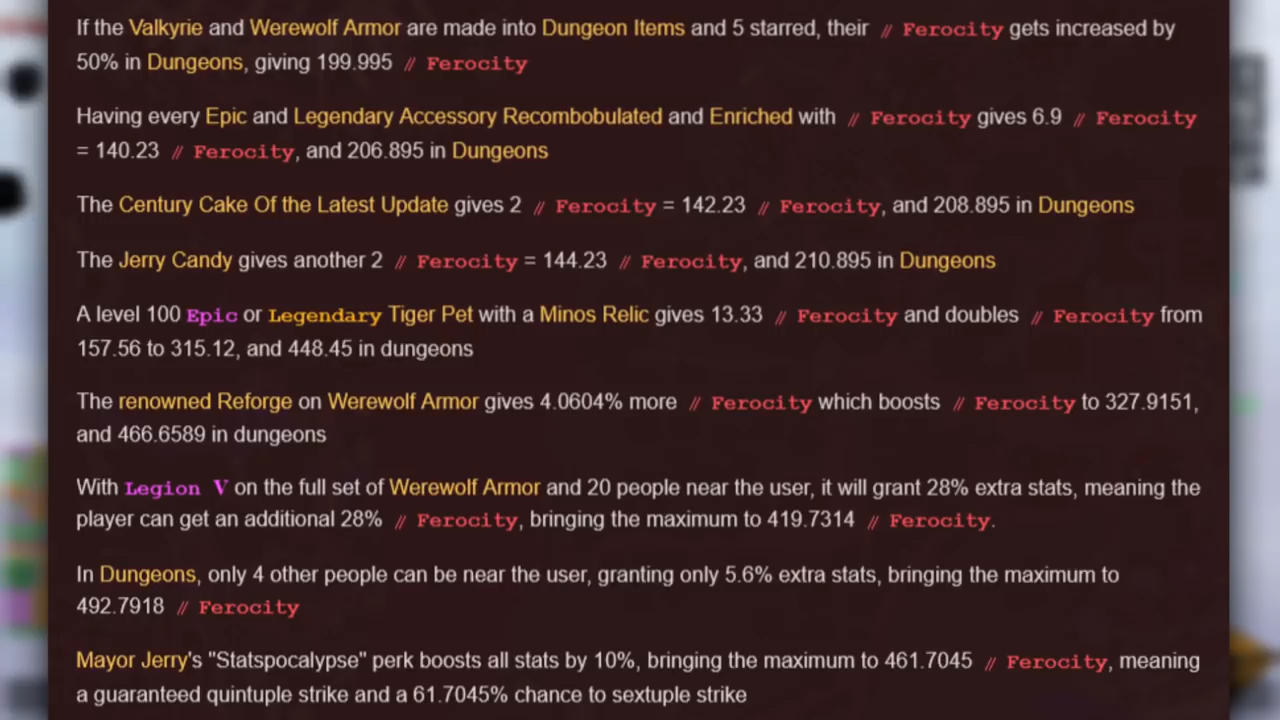 If the Valkyrie and Werewolf Armor are made into Dungeon Items and 5 starred, their // Ferocity gets increased by
50% in Dungeons, giving 199.995 // Ferocity
Having every Epic and Legendary Accessory Recombobulated and Enriched with // Ferocity gives 6.9 // Ferocity
= 140.23 // Ferocity, and 206.895 in Dungeons
The Century Cake Of the Latest Update gives 2 // Ferocity = 142.23 // Ferocity, and 208.895 in Dungeons
The Jerry Candy gives another 2 // Ferocity = 144.23 // Ferocity, and 210.895 in Dungeons
A level 100 Epic or Legendary Tiger Pet with a Minos Relic gives 13.33 // Ferocity and doubles // Ferocity from
157.56 to 315.12, and 448.45 in dungeons
The renowned Reforge on Werewolf Armor gives 4.0604% more // Ferocity which boosts // Ferocity to 327.9151,
and 466.6589 in dungeons
With Legion V on the full set of Werewolf Armor and 20 people near the user, it will grant 28% extra stats, meaning the
player can get an additional 28% // Ferocity, bringing the maximum to 419.7314 // Ferocity.
In Dungeons, only 4 other people can be near the user, granting only 5.6% extra stats, bringing the maximum to
492.7918 // Ferocity
Mayor Jerry's "Statspocalypse" perk boosts all stats by 10%, bringing the maximum to 461.7045 // Ferocity, meaning
a guaranteed quintuple strike and a 61.7045% chance to sextuple strike